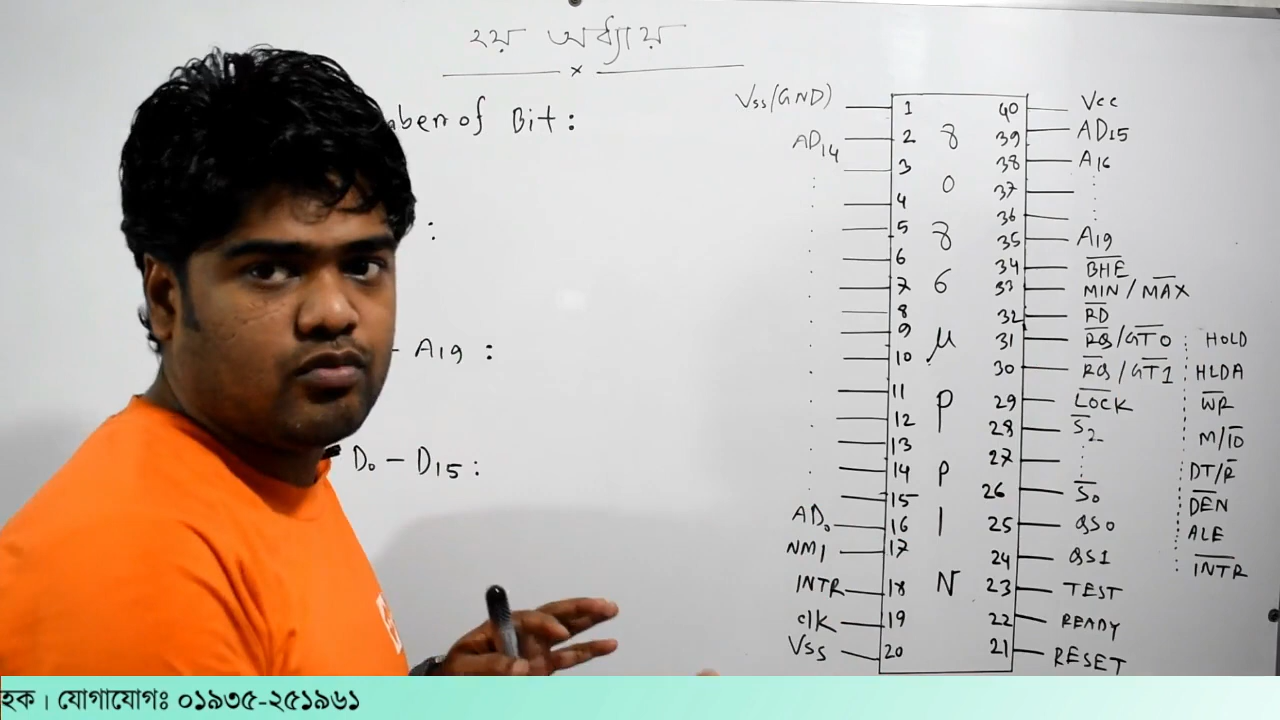 ২য় অধ্যায়
of Bit:
:
- A19 :
D0 - D15 :
Vss (GND) 1 40 Vcc
AD14 2 39 AD15
3 38 A16
4 37
5 36
6 35 A19
7 34 BHE
8 33 MIN / MAX
9 32 RD
10 31 RQ/GT0 : HOLD
11 30 RQ/GT1 HLDA
12 29 LOCK WR
13 28 S2 M/IO
14 27 DT/R
15 26 S0 DEN
AD0 16 25 QS0 ALE
NMI 17 24 QS1 INTR
INTR 18 23 TEST
clk 19 22 READY
Vss 20 21 RESET
8
0
8
6
μ
P
P
I
N
হক । যোগাযোগঃ ০১৯৩৫-২৫১৯৬১